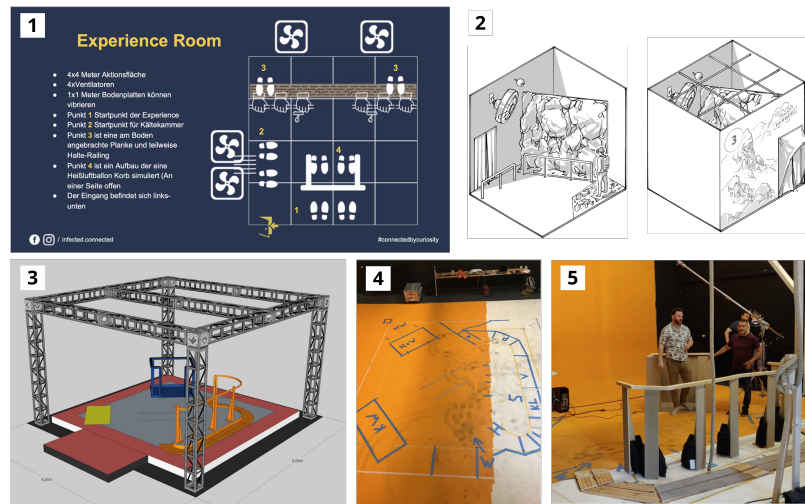 1
Experience Room
4x4 Meter Aktionsfläche
4xVentilatoren
1x1 Meter Bodenplatten können
vibrieren
Punkt 1 Startpunkt der Experience
Punkt 2 Startpunkt für Kältekammer
Punkt 3 ist eine am Boden
angebrachte Planke und teilweise
Halte-Railing
Punkt 4 ist ein Aufbau der eine
Heißluftballon Korb simuliert (An
einer Seite offen
Der Eingang befindet sich links-
unten
3
3
2
4
1
/ infected.connected
#connectedbycuriosity
2
3
3
4
KW
H
S
V
5